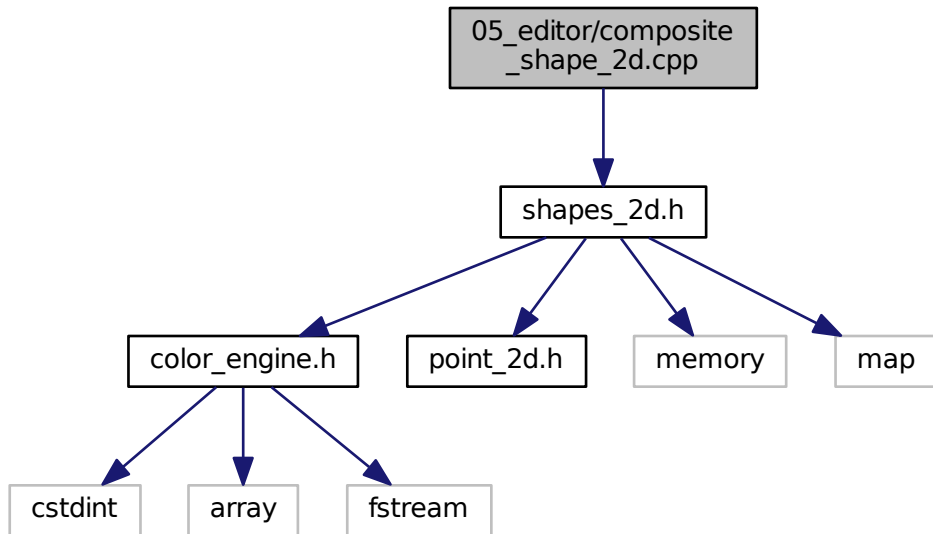 05_editor/composite
_shape_2d.cpp
shapes_2d.h
color_engine.h
point_2d.h
memory
map
cstdint
array
fstream